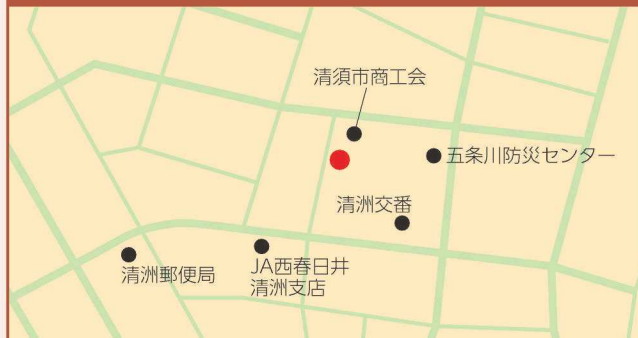 清須市商工会
五条川防災センター
清洲交番
清洲郵便局
JA西春日井
清洲支店